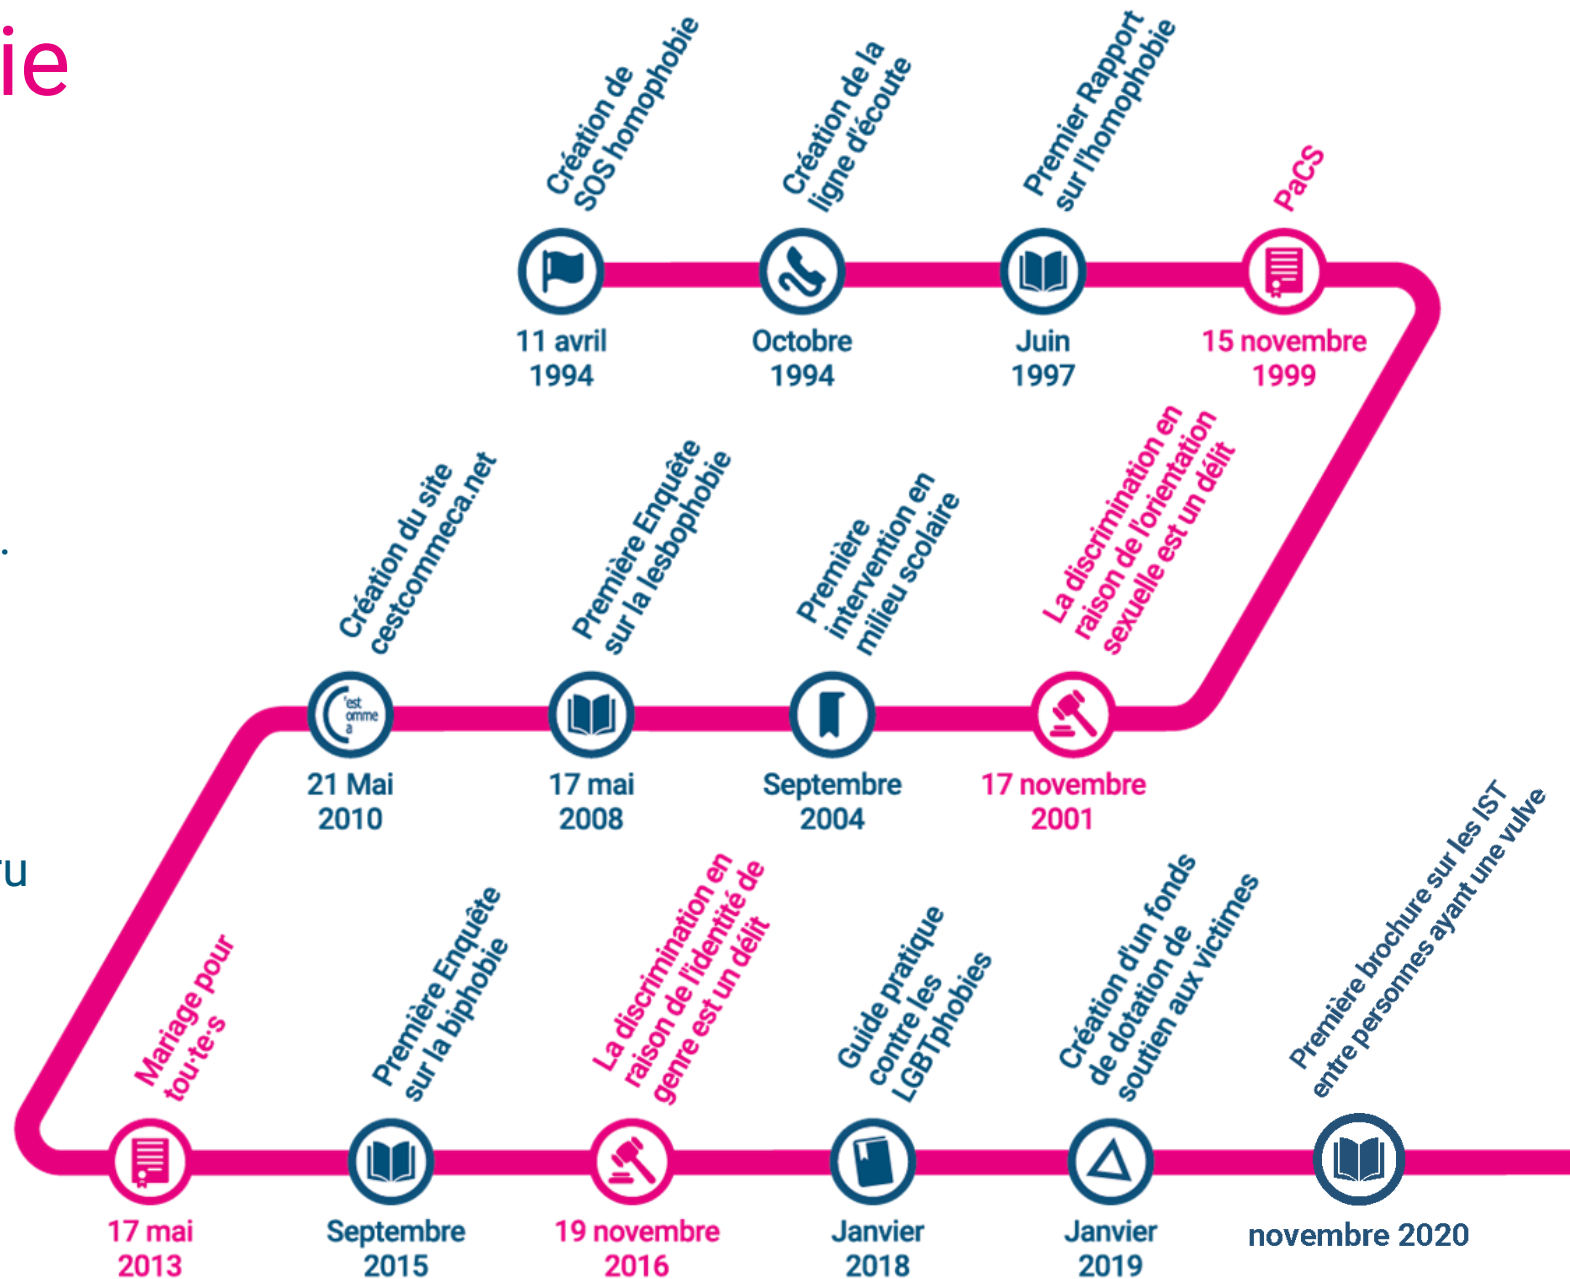 ie
Création de
SOS homophobie
11 avril
1994
Création de la
ligne d'écoute
Octobre
1994
Premier Rapport
sur l'homophobie
Juin
1997
PaCS
15 novembre
1999
.
La discrimination en
raison de l'orientation
sexuelle est un délit
17 novembre
2001
Première
intervention en
milieu scolaire
Septembre
2004
Première Enquête
sur la lesbophobie
17 mai
2008
Création du site
cestcommeca.net
'est
omme
a
21 Mai
2010
ru
Mariage pour
tou·te·s
17 mai
2013
Première Enquête
sur la biphobie
Septembre
2015
La discrimination en
raison de l'identité de
genre est un délit
19 novembre
2016
Guide pratique
contre les
LGBTphobies
Janvier
2018
Création d'un fonds
de dotation de
soutien aux victimes
Janvier
2019
Première brochure sur les IST
entre personnes ayant une vulve
novembre 2020